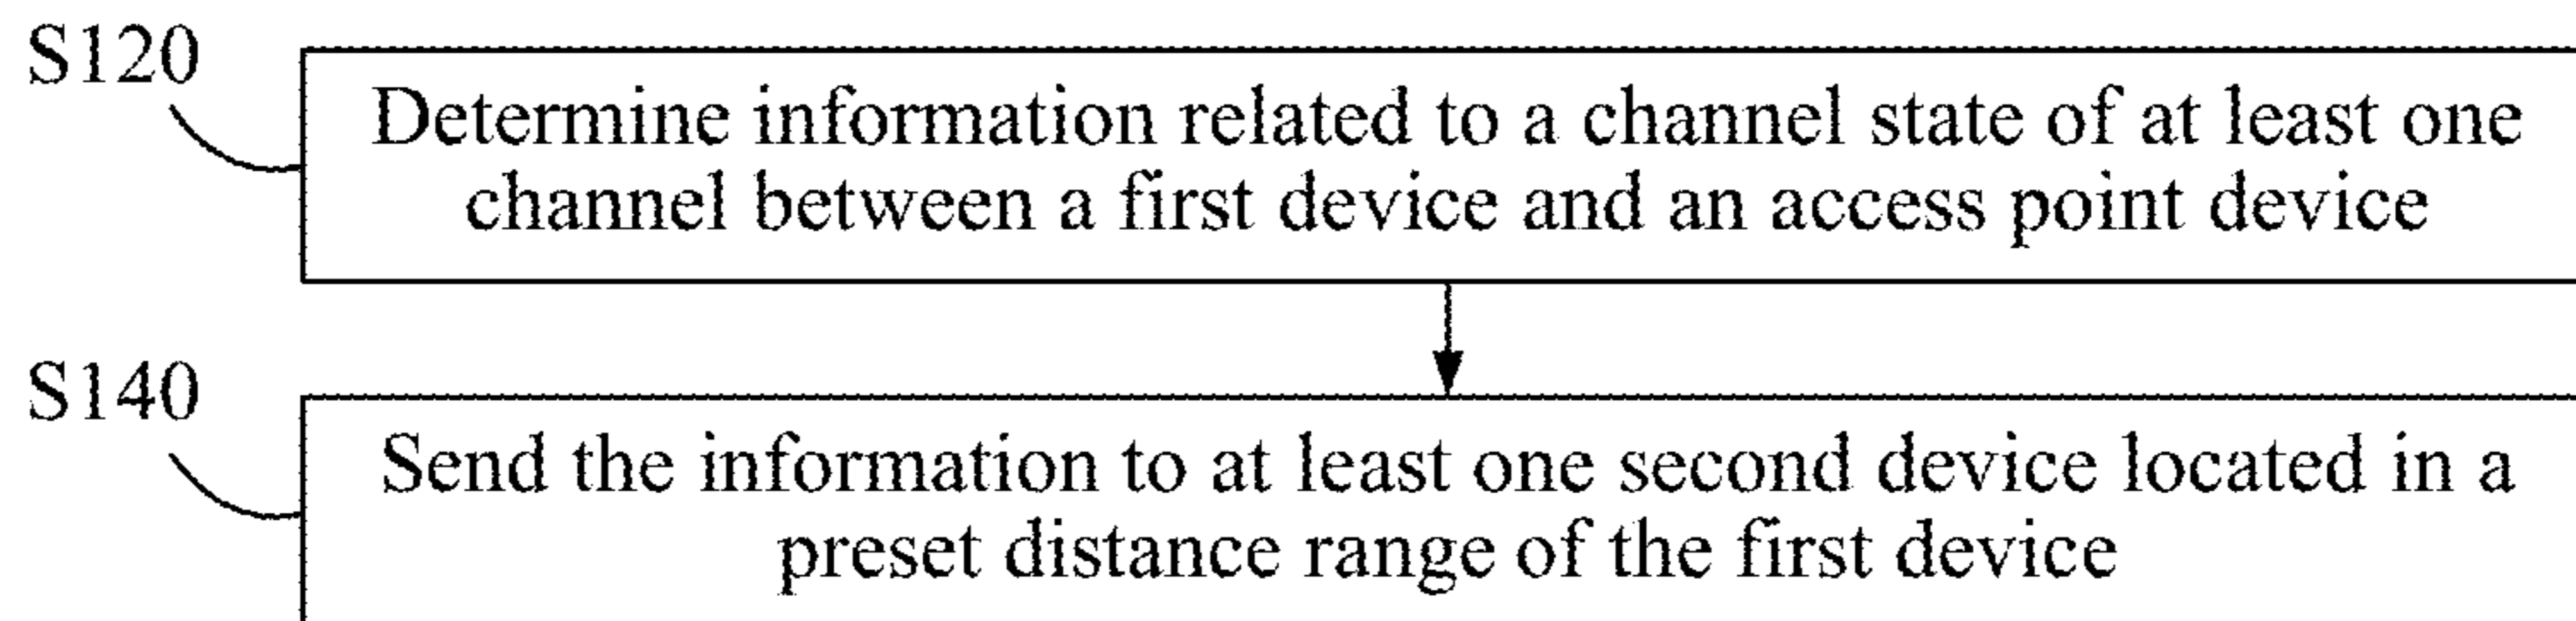 S120
Determine information related to a channel state of at least one
channel between a first device and an access point device
S140
Send the information to at least one second device located in a
preset distance range of the first device